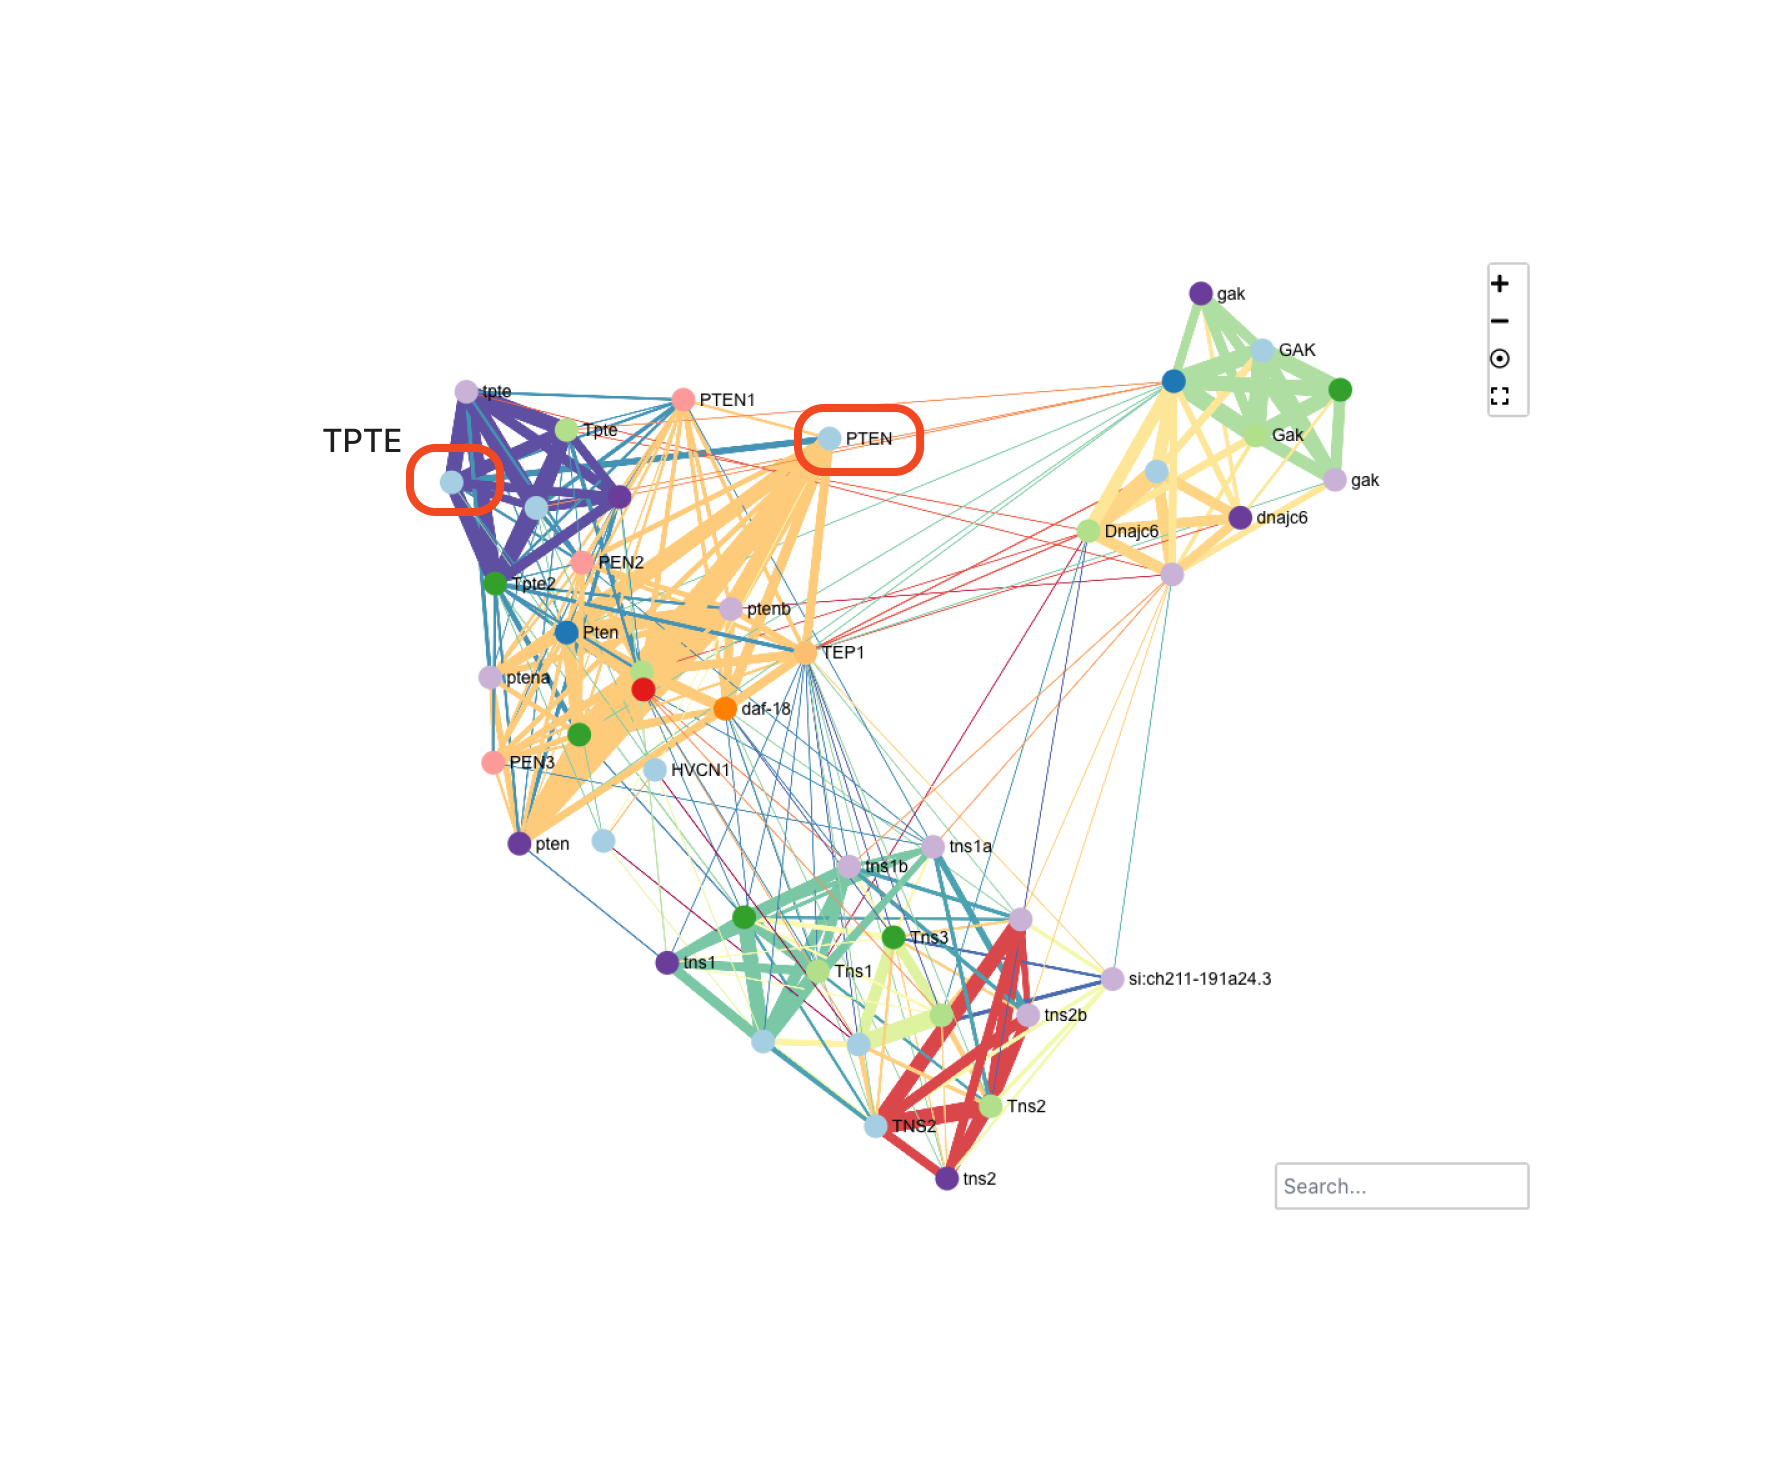 gak
GAK
tpte
PTEN1
TPTE
Tpte
PTEN
Gak
gak
dnajc6
Dnajc6
PEN2
Tpte2
ptenb
Pten
TEP1
ptena
daf-18
PEN3
HVCN1
pten
tns1a
tns1b
Tns3
tns1
Tns1
si:ch211-191a24.3
tns2b
Tns2
TNS2
tns2
Search...